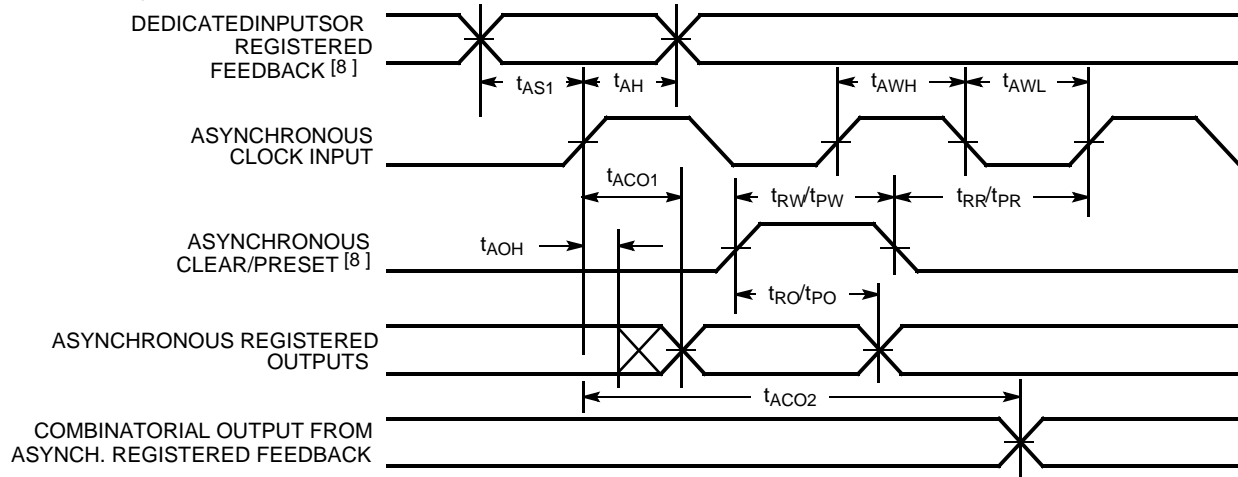 DEDICATEDINPUTSOR
REGISTERED
FEEDBACK [8 ]
tAS1
tAH
tAWH
tAWL
ASYNCHRONOUS
CLOCK INPUT
tACO1
tRW/tPW
tRR/tPR
ASYNCHRONOUS
CLEAR/PRESET [8 ]
tAOH
tRO/tPO
ASYNCHRONOUS REGISTERED
OUTPUTS
tACO2
COMBINATORIAL OUTPUT FROM
ASYNCH. REGISTERED FEEDBACK